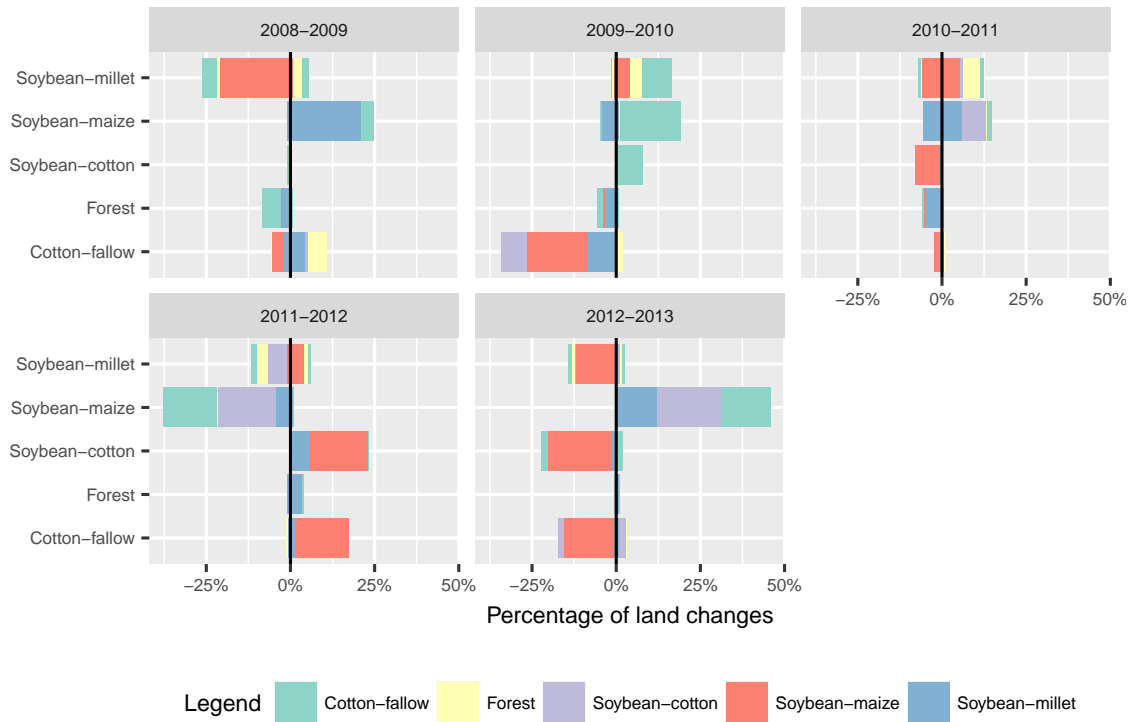 2008−2009 2009−2010 2010−2011
Soybean−millet
Soybean−maize
Soybean−cotton
Forest
Cotton−fallow
−25% 0% 25% 50%
2011−2012 2012−2013
Soybean−millet
Soybean−maize
Soybean−cotton
Forest
Cotton−fallow
−25% 0% 25% 50% −25% 0% 25% 50%
Percentage of land changes
Legend Cotton−fallow Forest Soybean−cotton Soybean−maize Soybean−millet